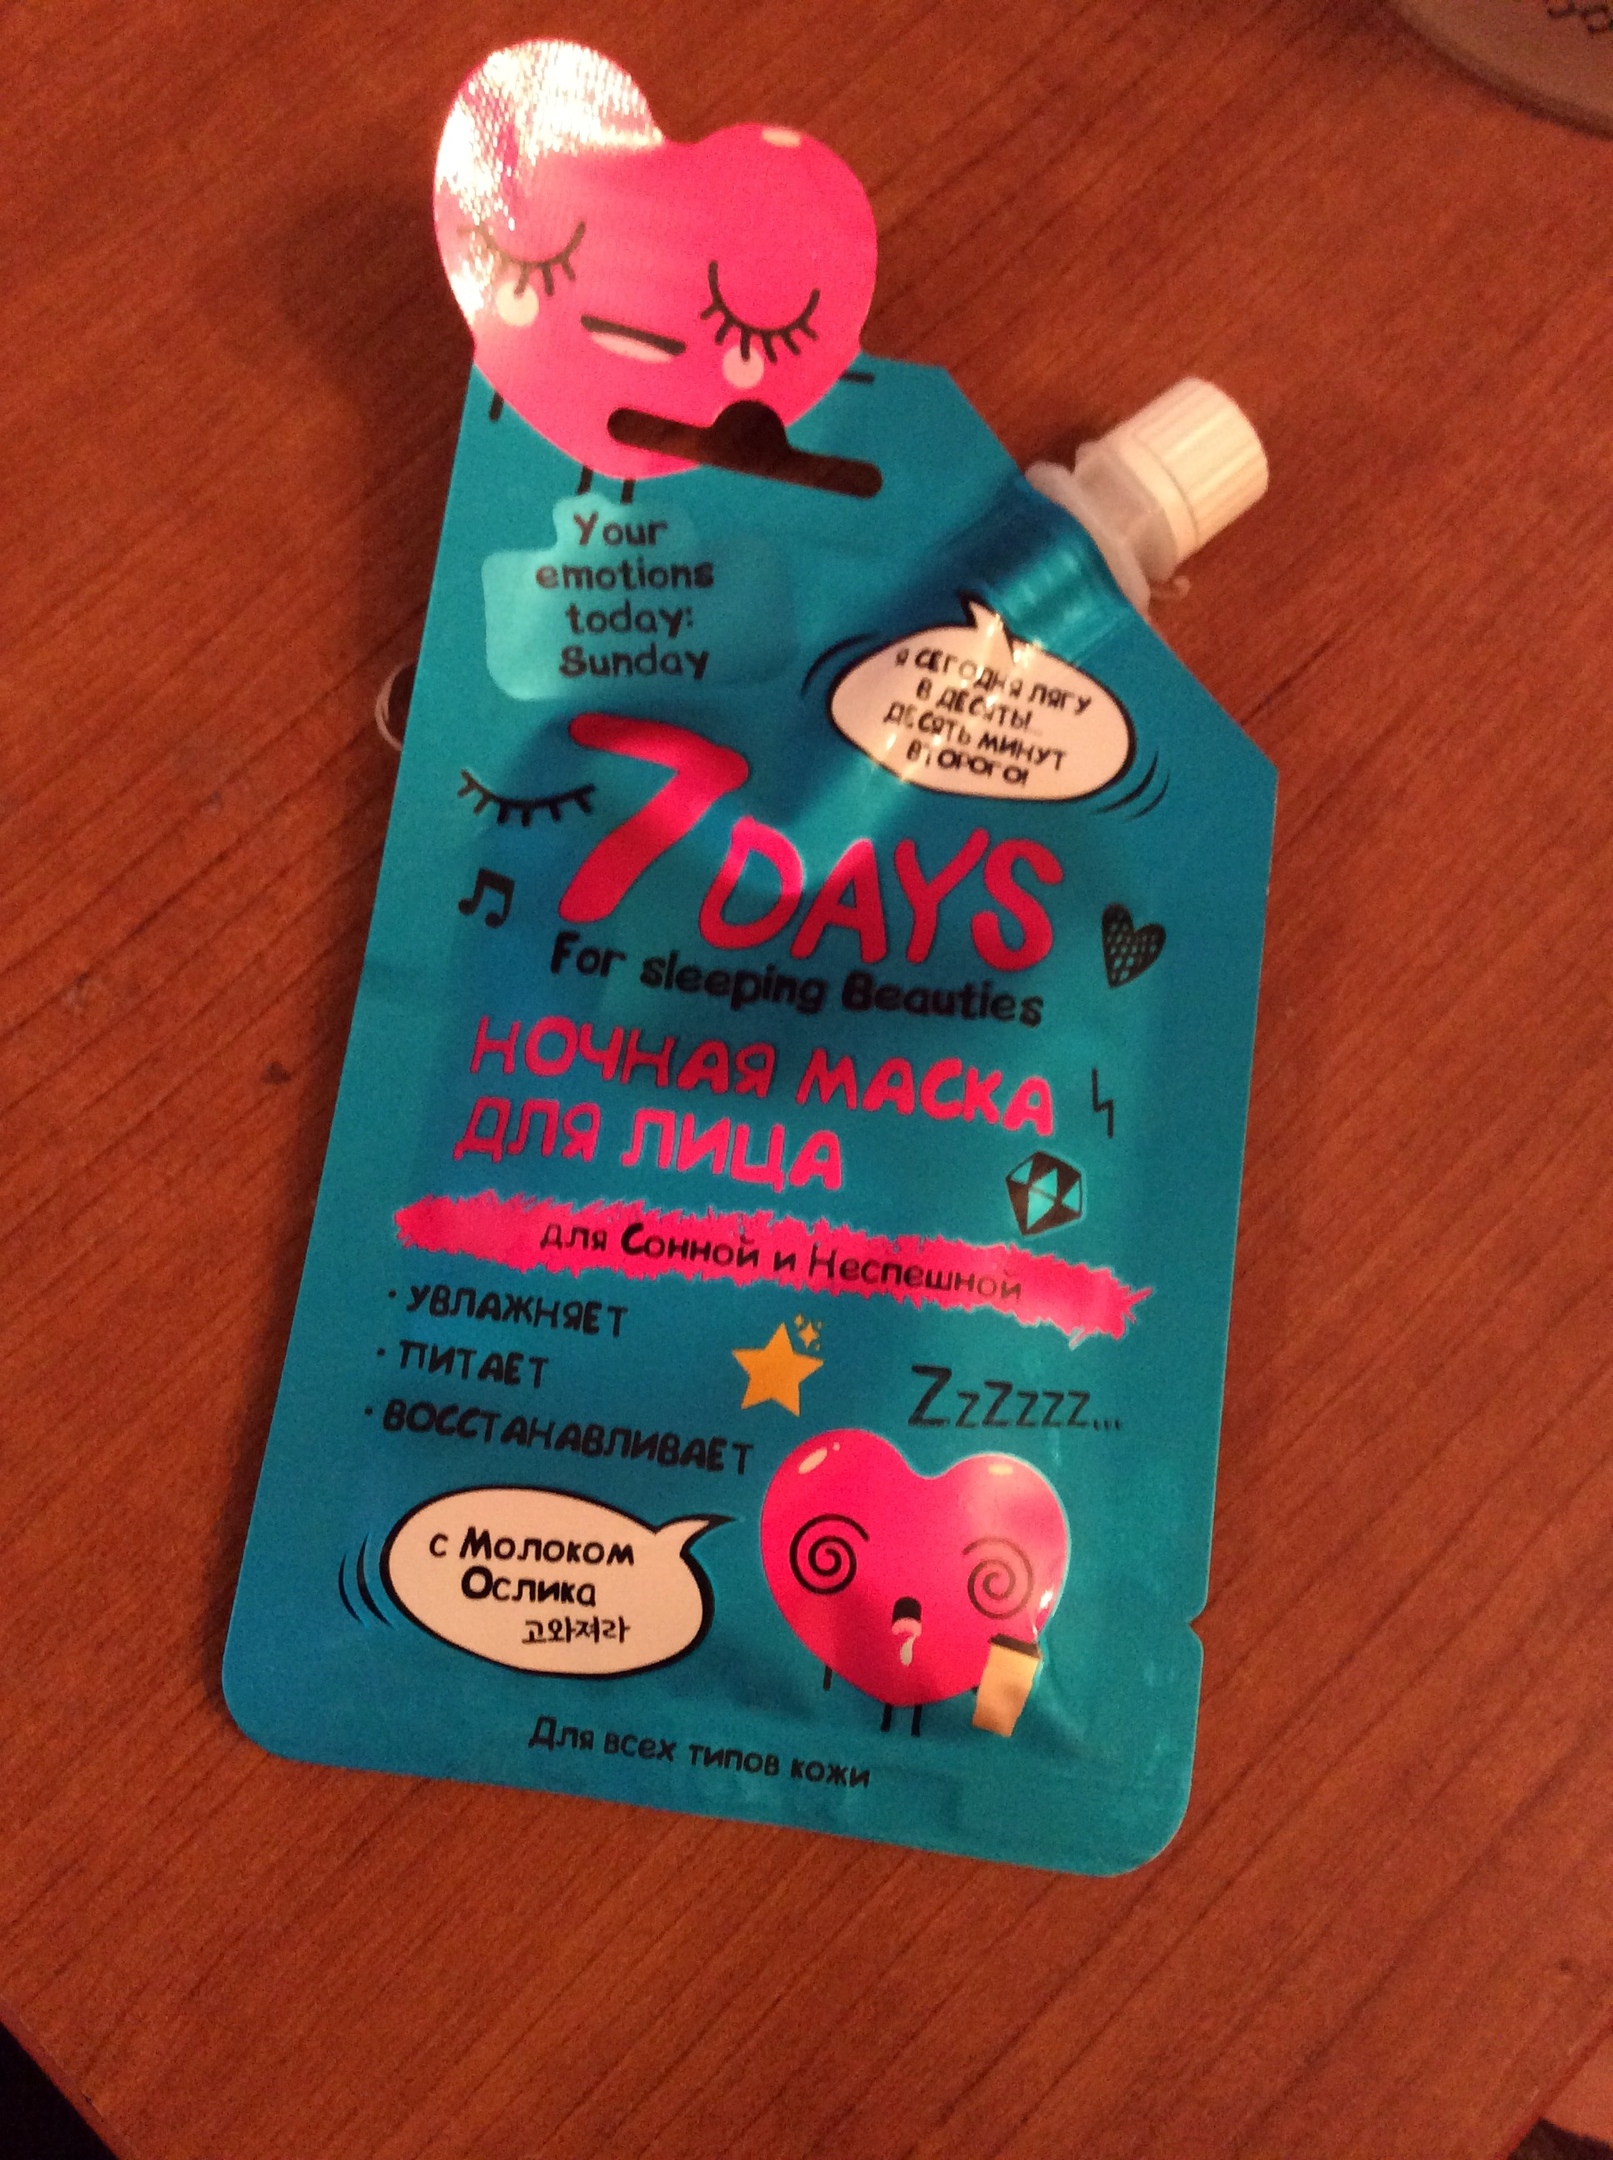 Your
emotions
today:
Sunday
Я СЕГОДНЯ ЛЯГУ
В ДЕСЯТЬ!...
ДЕСЯТЬ МИНУТ
ВТОРОГО!
7 DAYS
For sleeping Beauties
НОЧНАЯ МАСКА
ДЛЯ ЛИЦА
для Сонной и Неспешной
· УВЛАЖНЯЕТ
· ПИТАЕТ
· ВОССТАНАВЛИВАЕТ
ZzZzzz...
с Молоком
Ослика
고와져라
Для всех типов кожи